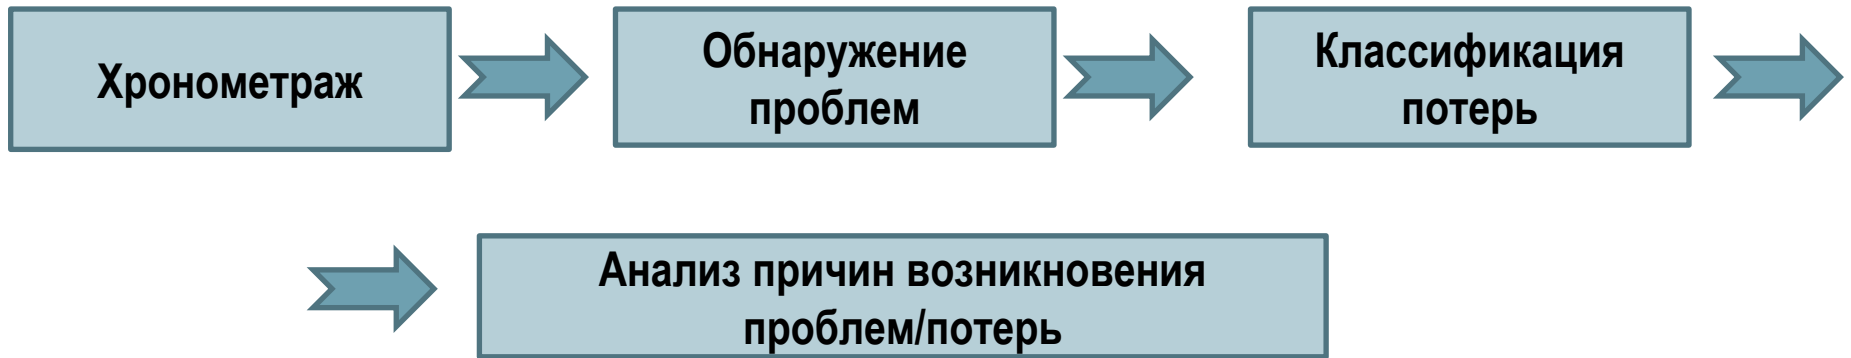 Хронометраж
Обнаружение
проблем
Классификация
потерь
Анализ причин возникновения
проблем/потерь